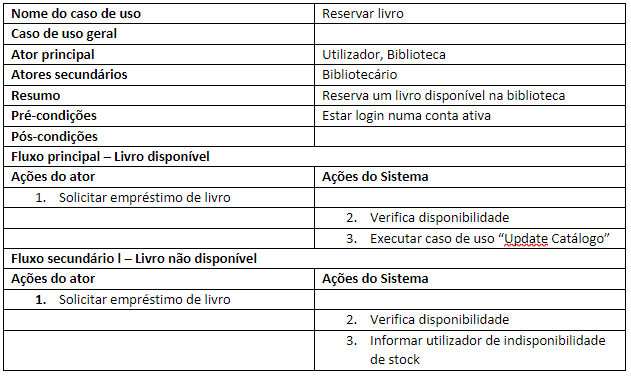 Nome do caso de uso Reservar livro
Caso de uso geral
Ator principal Utilizador, Biblioteca
Atores secundários Bibliotecário
Resumo Reserva um livro disponível na biblioteca
Pré-condições Estar login numa conta ativa
Pós-condições
Fluxo principal – Livro disponível
Ações do ator Ações do Sistema
1. Solicitar empréstimo de livro
2. Verifica disponibilidade
3. Executar caso de uso “Update Catálogo”
Fluxo secundário l – Livro não disponível
Ações do ator Ações do Sistema
1. Solicitar empréstimo de livro
2. Verifica disponibilidade
3. Informar utilizador de indisponibilidade
de stock